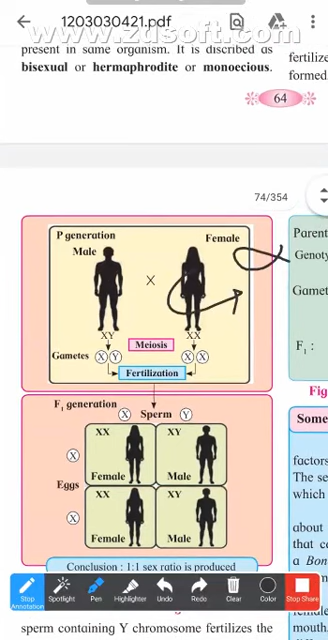 1203030421.pdf
www.zdsoft.com
present in same organism. It is discribed as
bisexual or hermaphrodite or monoecious.
fertilize
formed
64
74/354
P generation
Male
Female
X
XY
XX
Meiosis
Gametes
X Y
X X
Fertilization
F1 generation
X Sperm Y
Eggs
X
X
XX
Female
XY
Male
XX
Female
XY
Male
Conclusion : 1:1 sex ratio is produced
Parent
Genoty
Gamet
F1 :
Fig
Some
factors
The se
which
about
that ca
a Bon
female
mouth
Stop Annotation
Spotlight
Pen
Highlighter
Undo
Redo
Clear
Color
Stop Share
sperm containing Y chromosome fertilizes the